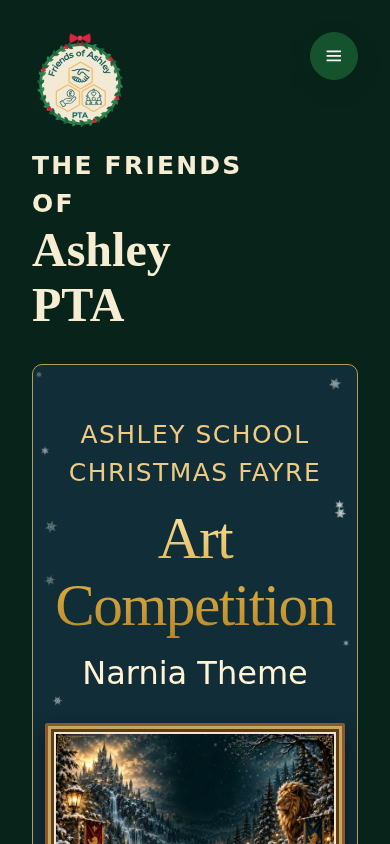 Friends of Ashley
PTA
THE FRIENDS
OF
Ashley
PTA
ASHLEY SCHOOL
CHRISTMAS FAYRE
Art
Competition
Narnia Theme